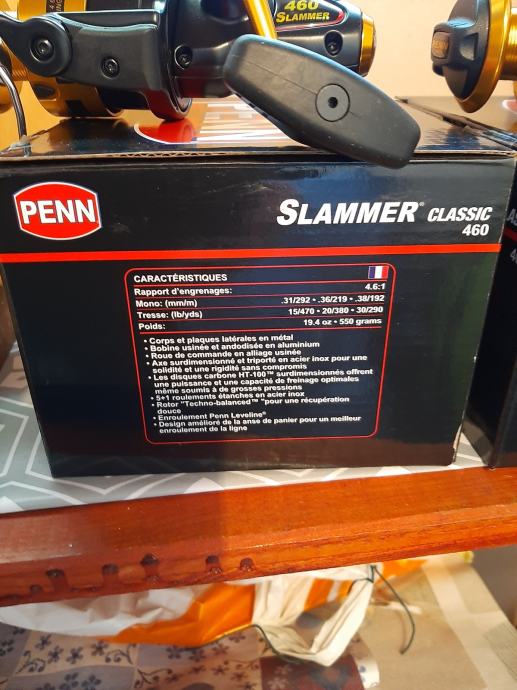 460
SLAMMER
PENN
PENN
SLAMMER® CLASSIC
460
CARACTÉRISTIQUES
Rapport d'engrenages: 4.6:1
Mono: (mm/m) .31/292 • .36/219 • .38/192
Tresse: (lb/yds) 15/470 • 20/380 • 30/290
Poids: 19.4 oz • 550 grams
• Corps et plaques latérales en métal
• Bobine usinée et andodisée en aluminium
• Roue de commande en alliage usinée
• Axe surdimensionné et triporté en acier inox pour une
solidité et une rigidité sans compromis
• Les disques carbone HT-100™ surdimensionnés offrent
une puissance et une capacité de freinage optimales
même soumis à de grosses pressions
• 5+1 roulements étanches en acier inox
• Rotor "Techno-balanced™ "pour une récupération
douce
• Enroulement Penn Leveline®
• Design amélioré de la anse de panier pour un meilleur
enroulement de la ligne